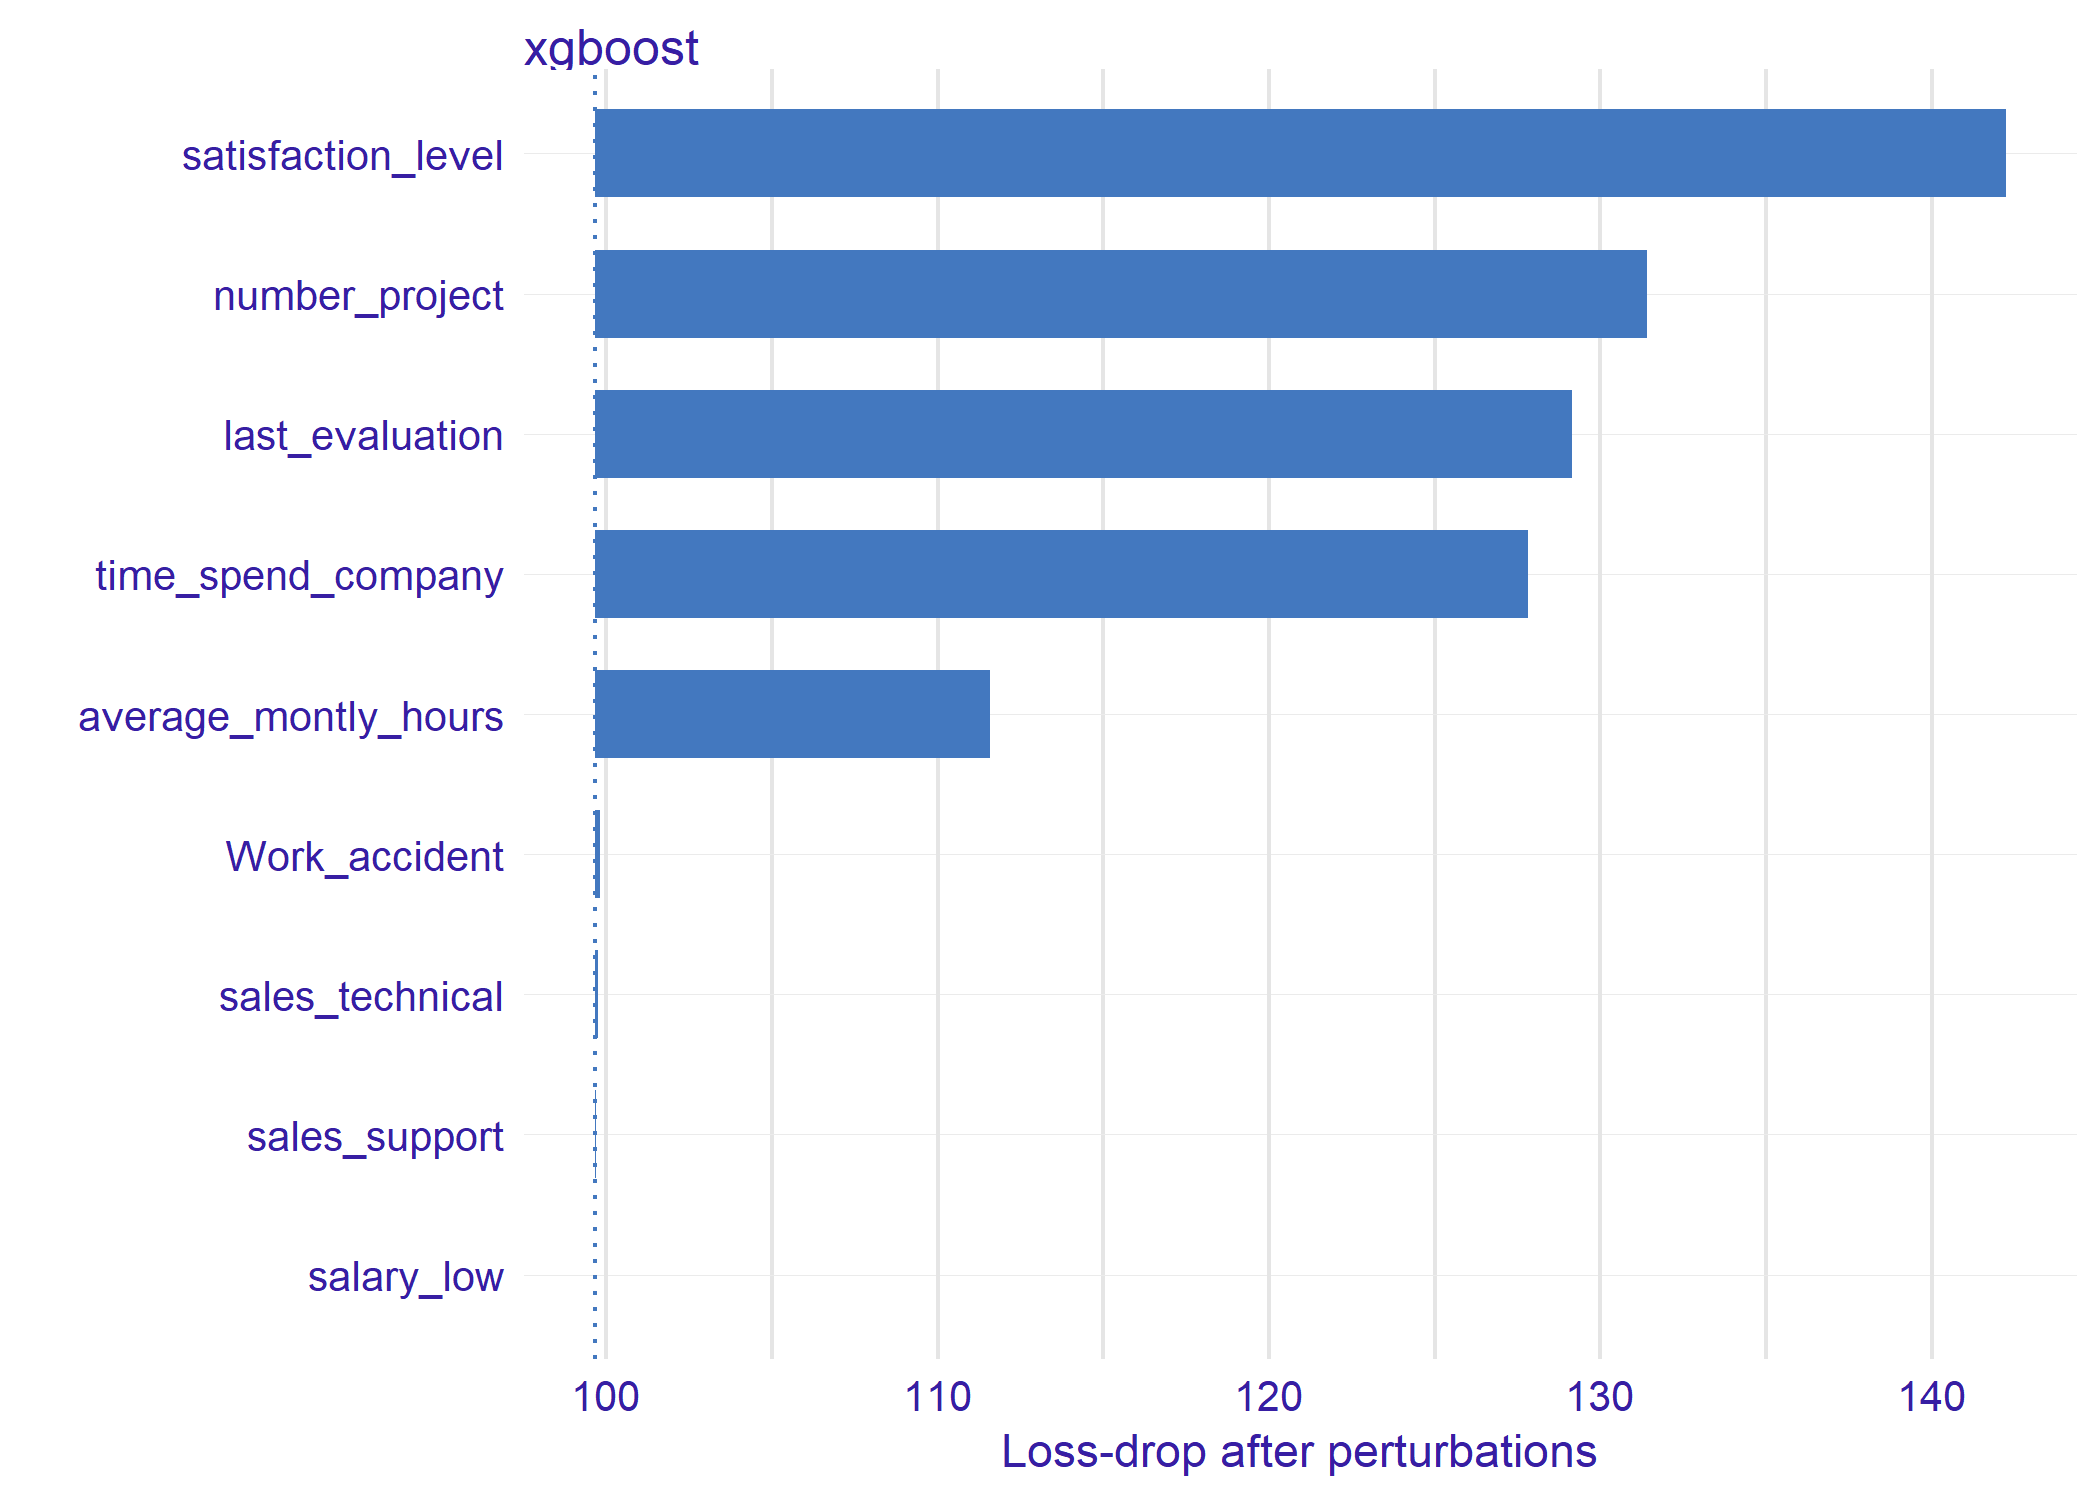 xgboost
satisfaction_level
number_project
last_evaluation
time_spend_company
average_montly_hours
Work_accident
sales_technical
sales_support
salary_low
100 110 120 130 140
Loss-drop after perturbations